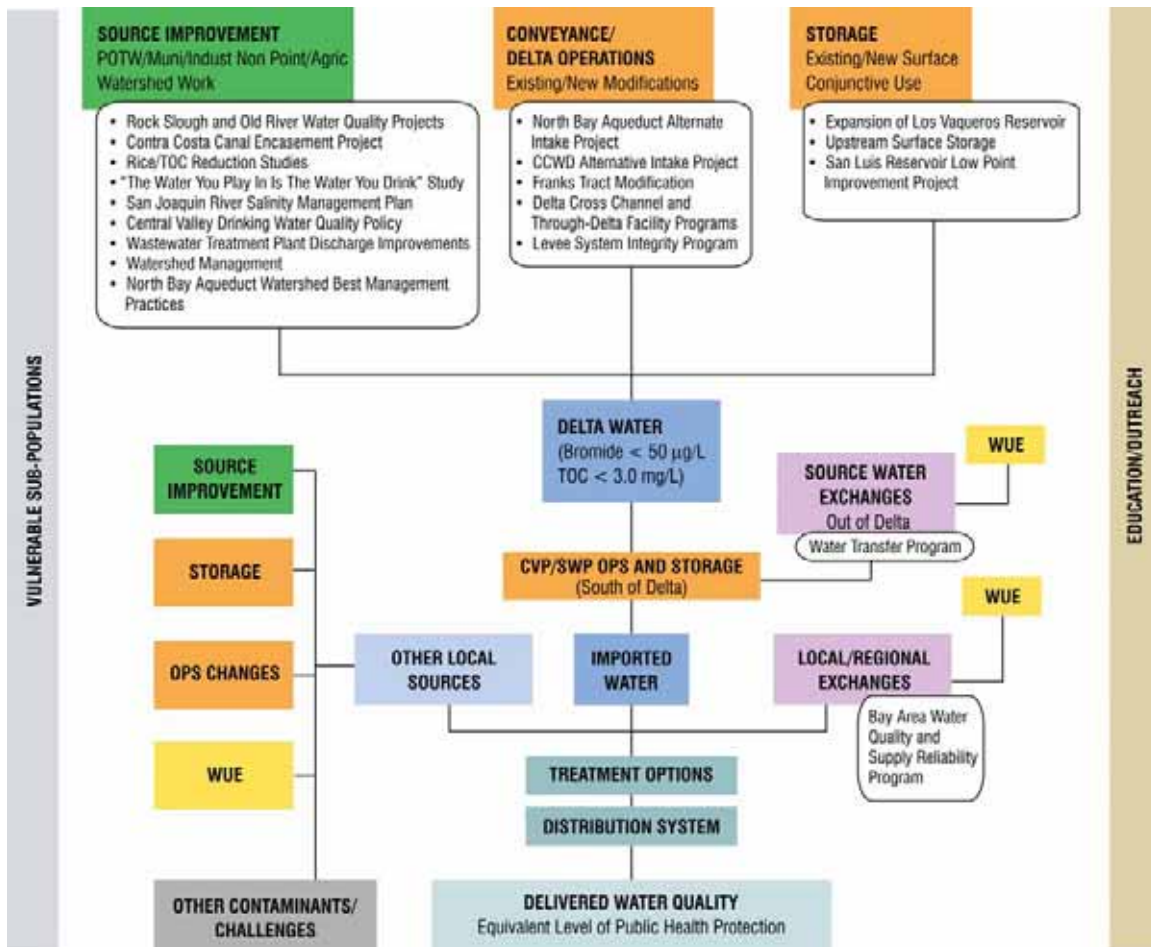 VULNERABLE SUB-POPULATIONS
SOURCE IMPROVEMENT
POTW/Muni/Indust Non Point/Agric
Watershed Work
• Rock Slough and Old River Water Quality Projects
• Contra Costa Canal Encasement Project
• Rice/TOC Reduction Studies
• "The Water You Play In Is The Water You Drink" Study
• San Joaquin River Salinity Management Plan
• Central Valley Drinking Water Quality Policy
• Wastewater Treatment Plant Discharge Improvements
• Watershed Management
• North Bay Aqueduct Watershed Best Management
Practices
CONVEYANCE/
DELTA OPERATIONS
Existing/New Modifications
• North Bay Aqueduct Alternate
Intake Project
• CCWD Alternative Intake Project
• Franks Tract Modification
• Delta Cross Channel and
Through-Delta Facility Programs
• Levee System Integrity Program
STORAGE
Existing/New Surface
Conjunctive Use
• Expansion of Los Vaqueros Reservoir
• Upstream Surface Storage
• San Luis Reservoir Low Point
Improvement Project
DELTA WATER
(Bromide < 50 µg/L
TOC < 3.0 mg/L)
SOURCE WATER
EXCHANGES
Out of Delta
Water Transfer Program
WUE
CVP/SWP OPS AND STORAGE
(South of Delta)
SOURCE
IMPROVEMENT
STORAGE
OPS CHANGES
WUE
OTHER CONTAMINANTS/
CHALLENGES
OTHER LOCAL
SOURCES
IMPORTED
WATER
LOCAL/REGIONAL
EXCHANGES
Bay Area Water
Quality and
Supply Reliability
Program
WUE
TREATMENT OPTIONS
DISTRIBUTION SYSTEM
DELIVERED WATER QUALITY
Equivalent Level of Public Health Protection
EDUCATION/OUTREACH